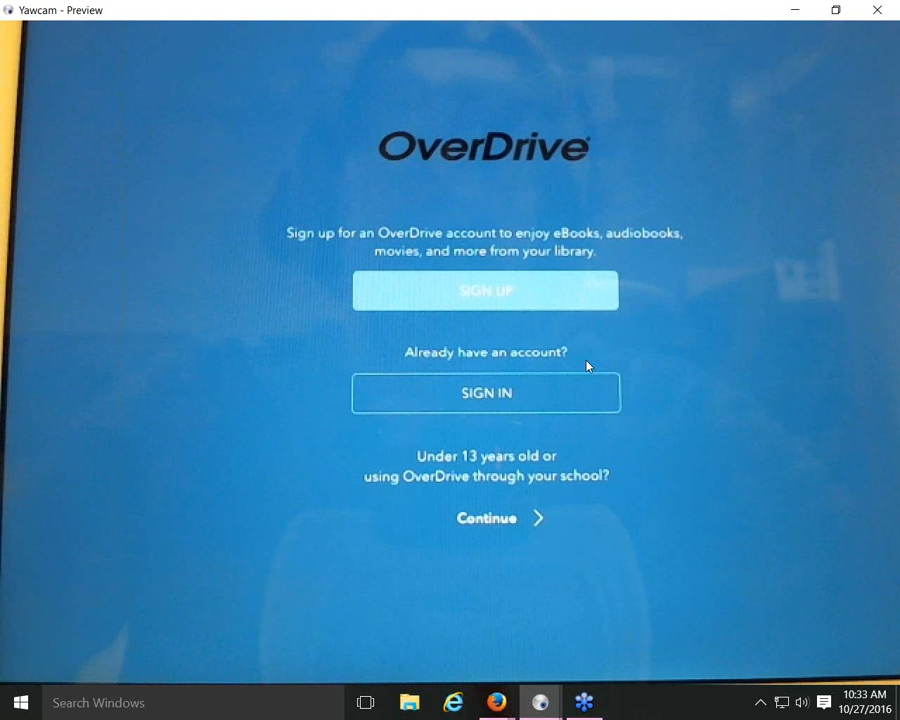 Yawcam - Preview
OverDrive
Sign up for an OverDrive account to enjoy eBooks, audiobooks,
movies, and more from your library.
SIGN UP
Already have an account?
SIGN IN
Under 13 years old or
using OverDrive through your school?
Continue
Search Windows
10:33 AM
10/27/2016